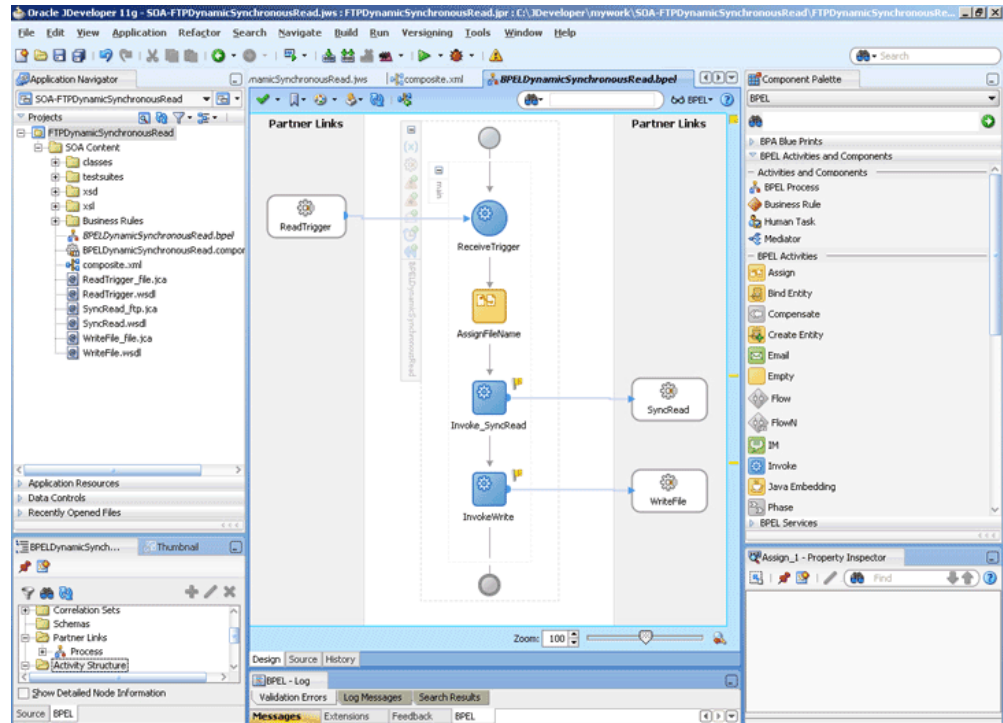 Oracle JDeveloper 11g - SOA-FTPDynamicSynchronousRead.jws : FTPDynamicSynchronousRead.jpr : C:\JDeveloper\mywork\SOA-FTPDynamicSynchronousRead\FTPDynamicSynchronousRe...
File Edit View Application Refactor Search Navigate Build Run Versioning Tools Window Help
Search
Application Navigator
SOA-FTPDynamicSynchronousRead
Projects
FTPDynamicSynchronousRead
SOA Content
classes
testsuites
xsd
xsl
Business Rules
BPELDynamicSynchronousRead.bpel
BPELDynamicSynchronousRead.compor
composite.xml
ReadTrigger_file.jca
ReadTrigger.wsdl
SyncRead_ftp.jca
SyncRead.wsdl
WriteFile_file.jca
WriteFile.wsdl
Application Resources
Data Controls
Recently Opened Files
BPELDynamicSynch... Thumbnail
Correlation Sets
Schemas
Partner Links
Process
Activity Structure
Show Detailed Node Information
Source BPEL
namicSynchronousRead.jws composite.xml BPELDynamicSynchronousRead.bpel
BPEL
Partner Links
Partner Links
main
BPELDynamicSynchronousRead
ReadTrigger
ReceiveTrigger
AssignFileName
Invoke_SyncRead
SyncRead
InvokeWrite
WriteFile
Zoom: 100
Design Source History
BPEL - Log
Validation Errors Log Messages Search Results
Messages Extensions Feedback BPEL
Component Palette
BPEL
BPA Blue Prints
BPEL Activities and Components
Activities and Components
BPEL Process
Business Rule
Human Task
Mediator
BPEL Activities
Assign
Bind Entity
Compensate
Create Entity
Email
Empty
Flow
FlowN
IM
Invoke
Java Embedding
Phase
BPEL Services
Assign_1 - Property Inspector
Find